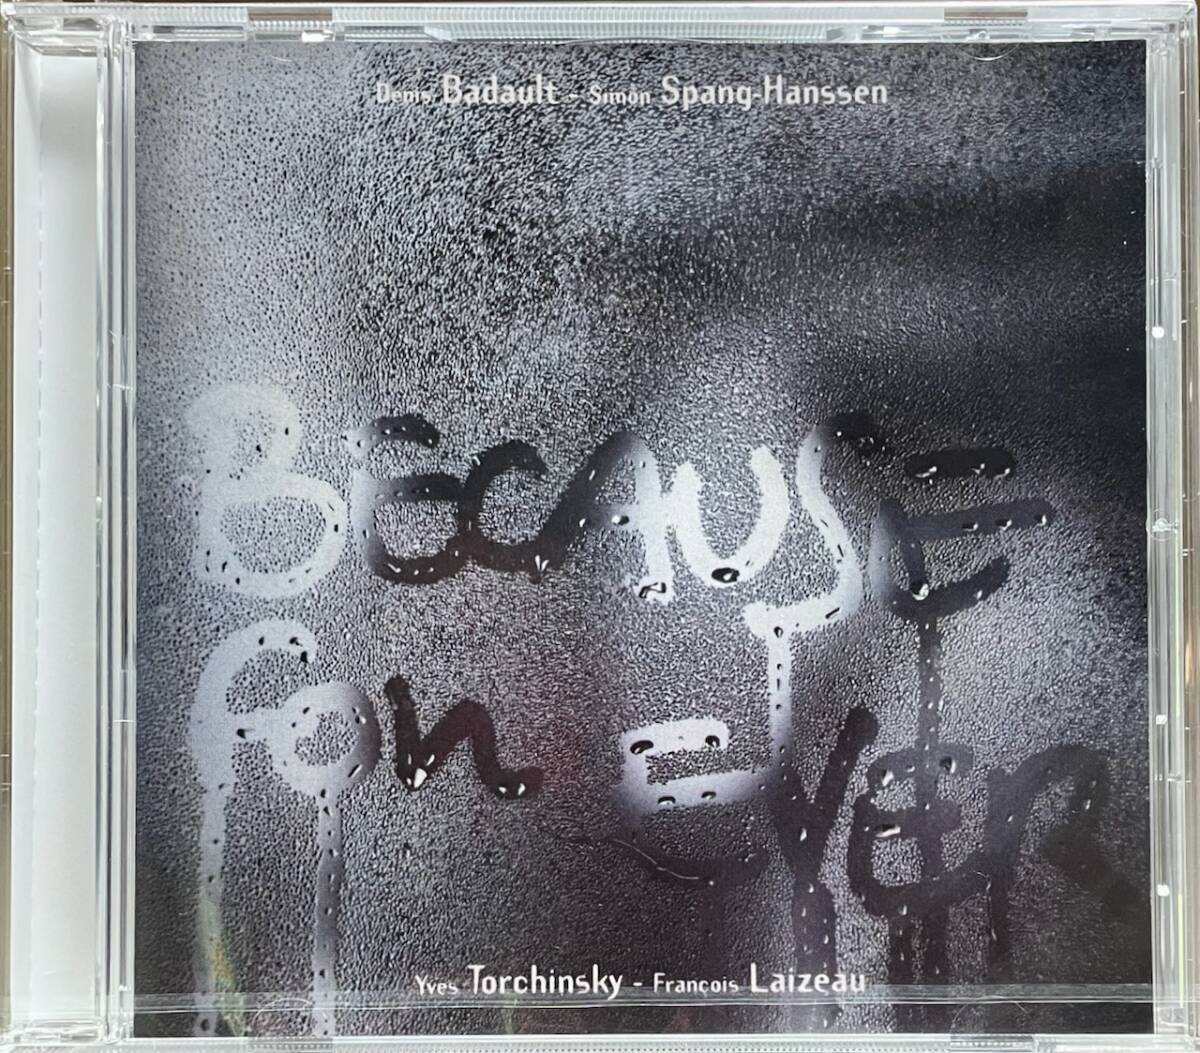 Denis Badault - Simon Spang-Hanssen
BECAUSE
for EVER
Yves Torchinsky - François Laizeau